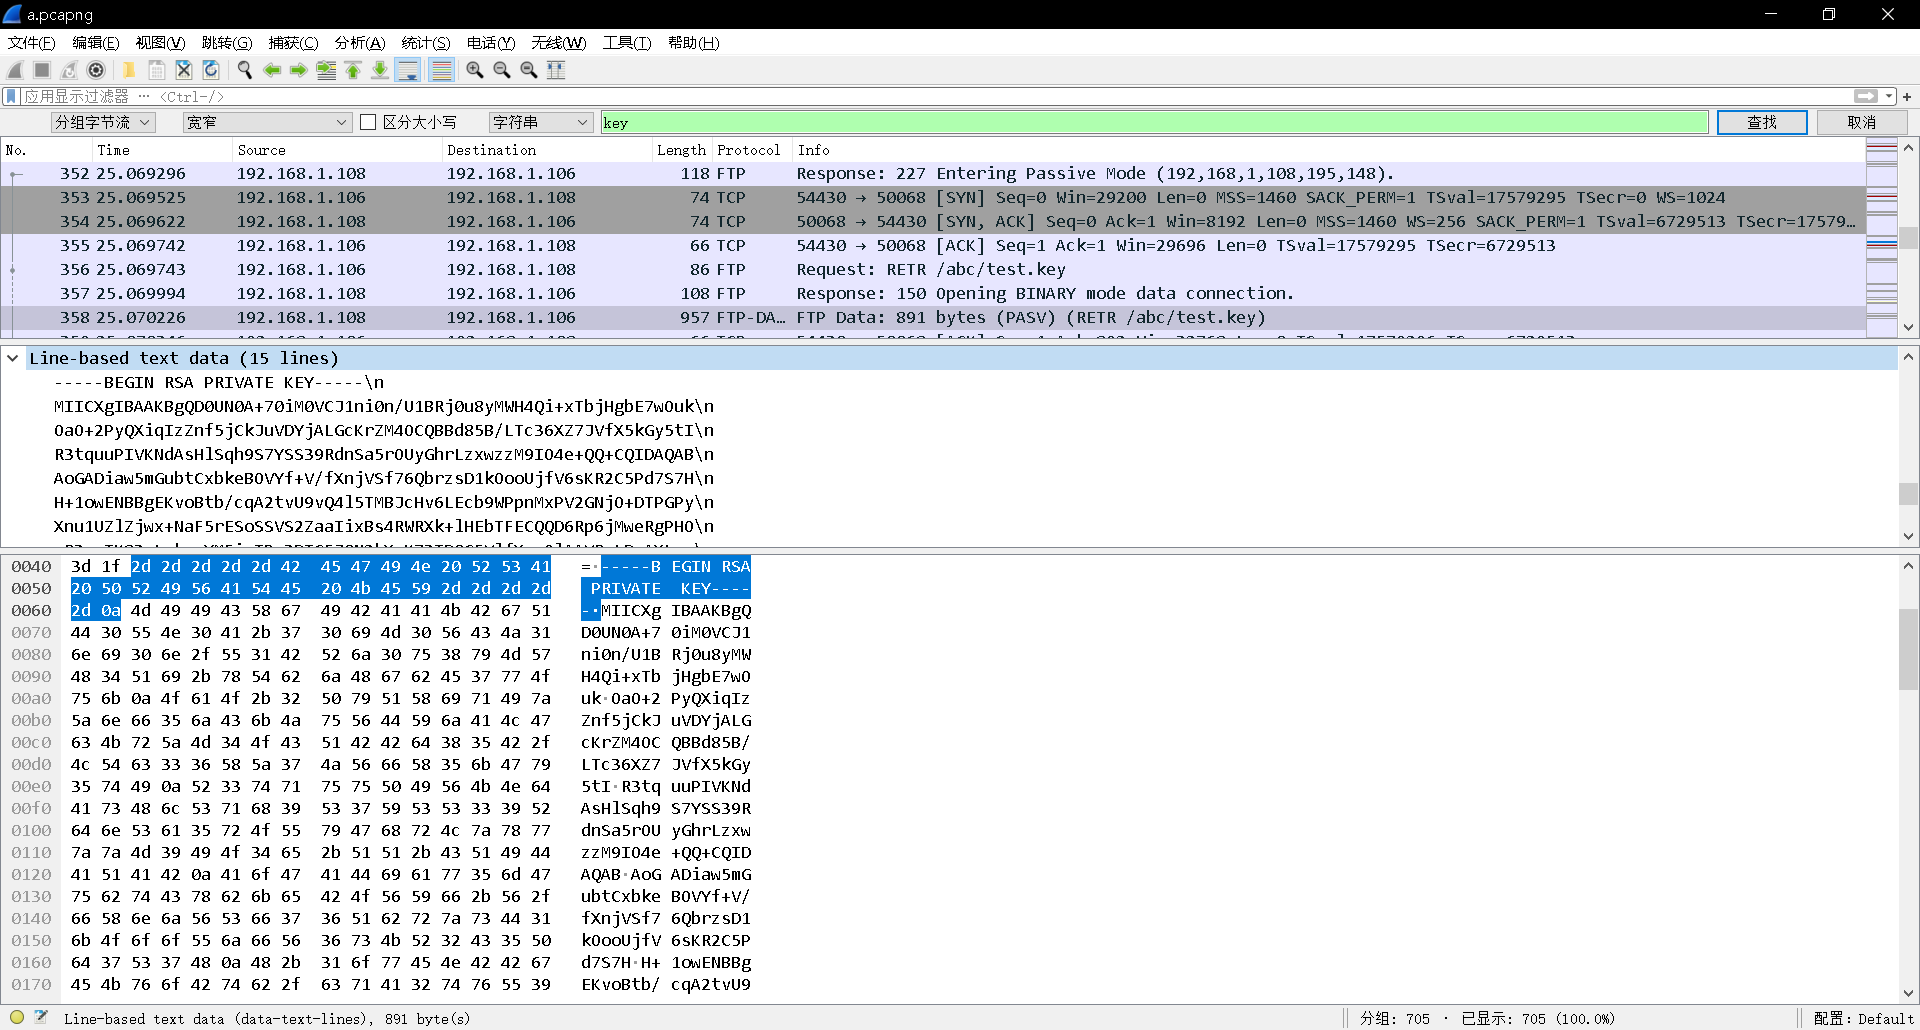 a.pcapng
文件(F) 编辑(E) 视图(V) 跳转(G) 捕获(C) 分析(A) 统计(S) 电话(Y) 无线(W) 工具(T) 帮助(H)
应用显示过滤器 … <Ctrl-/>
分组字节流 宽窄 区分大小写 字符串 key 查找 取消
No. Time Source Destination Length Protocol Info
352 25.069296 192.168.1.108 192.168.1.106 118 FTP Response: 227 Entering Passive Mode (192,168,1,108,195,148).
353 25.069525 192.168.1.106 192.168.1.108 74 TCP 54430 → 50068 [SYN] Seq=0 Win=29200 Len=0 MSS=1460 SACK_PERM=1 TSval=17579295 TSecr=0 WS=1024
354 25.069622 192.168.1.108 192.168.1.106 74 TCP 50068 → 54430 [SYN, ACK] Seq=0 Ack=1 Win=8192 Len=0 MSS=1460 WS=256 SACK_PERM=1 TSval=6729513 TSecr=17579…
355 25.069742 192.168.1.106 192.168.1.108 66 TCP 54430 → 50068 [ACK] Seq=1 Ack=1 Win=29696 Len=0 TSval=17579295 TSecr=6729513
356 25.069743 192.168.1.106 192.168.1.108 86 FTP Request: RETR /abc/test.key
357 25.069994 192.168.1.108 192.168.1.106 108 FTP Response: 150 Opening BINARY mode data connection.
358 25.070226 192.168.1.108 192.168.1.106 957 FTP-DA… FTP Data: 891 bytes (PASV) (RETR /abc/test.key)
Line-based text data (15 lines)
-----BEGIN RSA PRIVATE KEY-----\n
MIICXgIBAAKBgQD0UN0A+70iM0VCJ1ni0n/U1BRj0u8yMWH4Qi+xTbjHgbE7wOuk\n
OaO+2PyQXiqIzZnf5jCkJuVDYjALGcKrZM4OCQBBd85B/LTc36XZ7JVfX5kGy5tI\n
R3tquuPIVKNdAsHlSqh9S7YSS39RdnSa5rOUyGhrLzxwzzM9IO4e+QQ+CQIDAQAB\n
AoGADiaw5mGubtCxbkeBOVYf+V/fXnjVSf76QbrzsD1kOooUjfV6sKR2C5Pd7S7H\n
H+1owENBBgEKvoBtb/cqA2tvU9vQ4l5TMBJcHv6LEcb9WPpnMxPV2GNjO+DTPGPy\n
Xnu1UZlZjwx+NaF5rESoSSVS2ZaaIixBs4RWRXk+lHEbTFECQQD6Rp6jMweRgPHO\n
0040 3d 1f 2d 2d 2d 2d 2d 42 45 47 49 4e 20 52 53 41 =·-----B EGIN RSA
0050 20 50 52 49 56 41 54 45 20 4b 45 59 2d 2d 2d 2d PRIVATE KEY----
0060 2d 0a 4d 49 49 43 58 67 49 42 41 41 4b 42 67 51 -·MIICXg IBAAKBgQ
0070 44 30 55 4e 30 41 2b 37 30 69 4d 30 56 43 4a 31 D0UN0A+7 0iM0VCJ1
0080 6e 69 30 6e 2f 55 31 42 52 6a 30 75 38 79 4d 57 ni0n/U1B Rj0u8yMW
0090 48 34 51 69 2b 78 54 62 6a 48 67 62 45 37 77 4f H4Qi+xTb jHgbE7wO
00a0 75 6b 0a 4f 61 4f 2b 32 50 79 51 58 69 71 49 7a uk·OaO+2 PyQXiqIz
00b0 5a 6e 66 35 6a 43 6b 4a 75 56 44 59 6a 41 4c 47 Znf5jCkJ uVDYjALG
00c0 63 4b 72 5a 4d 34 4f 43 51 42 42 64 38 35 42 2f cKrZM4OC QBBd85B/
00d0 4c 54 63 33 36 58 5a 37 4a 56 66 58 35 6b 47 79 LTc36XZ7 JVfX5kGy
00e0 35 74 49 0a 52 33 74 71 75 75 50 49 56 4b 4e 64 5tI·R3tq uuPIVKNd
00f0 41 73 48 6c 53 71 68 39 53 37 59 53 53 33 39 52 AsHlSqh9 S7YSS39R
0100 64 6e 53 61 35 72 4f 55 79 47 68 72 4c 7a 78 77 dnSa5rOU yGhrLzxw
0110 7a 7a 4d 39 49 4f 34 65 2b 51 51 2b 43 51 49 44 zzM9IO4e +QQ+CQID
0120 41 51 41 42 0a 41 6f 47 41 44 69 61 77 35 6d 47 AQAB·AoG ADiaw5mG
0130 75 62 74 43 78 62 6b 65 42 4f 56 59 66 2b 56 2f ubtCxbke BOVYf+V/
0140 66 58 6e 6a 56 53 66 37 36 51 62 72 7a 73 44 31 fXnjVSf7 6QbrzsD1
0150 6b 4f 6f 6f 55 6a 66 56 36 73 4b 52 32 43 35 50 kOooUjfV 6sKR2C5P
0160 64 37 53 37 48 0a 48 2b 31 6f 77 45 4e 42 42 67 d7S7H·H+ 1owENBBg
0170 45 4b 76 6f 42 74 62 2f 63 71 41 32 74 76 55 39 EKvoBtb/ cqA2tvU9
Line-based text data (data-text-lines), 891 byte(s) 分组: 705 · 已显示: 705 (100.0%) 配置: Default